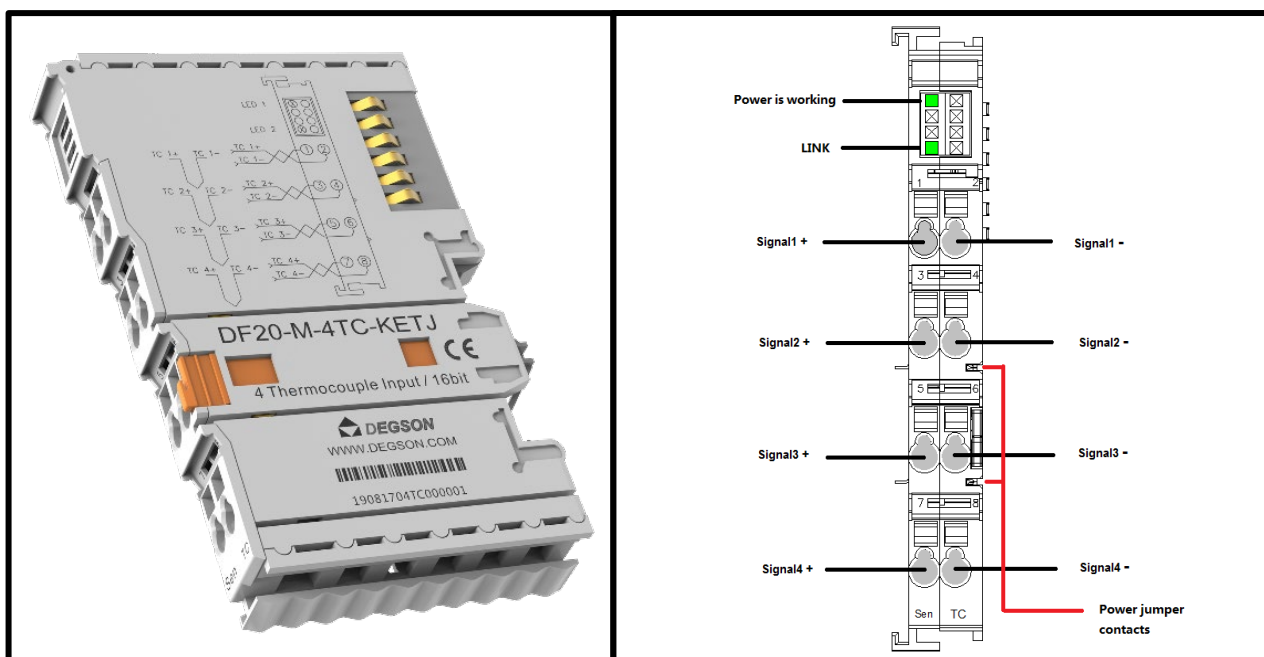 LED 1
LED 2
TC 1+ TC 1- TC 1+
TC 1-
① ②
TC 2+ TC 2- TC 2+
TC 2-
③ ④
TC 3+ TC 3- TC 3+
TC 3-
⑤ ⑥
TC 4+ TC 4- TC 4+
TC 4-
⑦ ⑧
DF20-M-4TC-KETJ
CE
4 Thermocouple Input / 16bit
DEGSON
WWW.DEGSON.COM
19081704TC000001
TC
Sen
Power is working
LINK
1 2
Signal1 + Signal1 -
3 4
Signal2 + Signal2 -
5 6
Signal3 + Signal3 -
7 8
Signal4 + Signal4 -
Sen TC
Power jumper
contacts